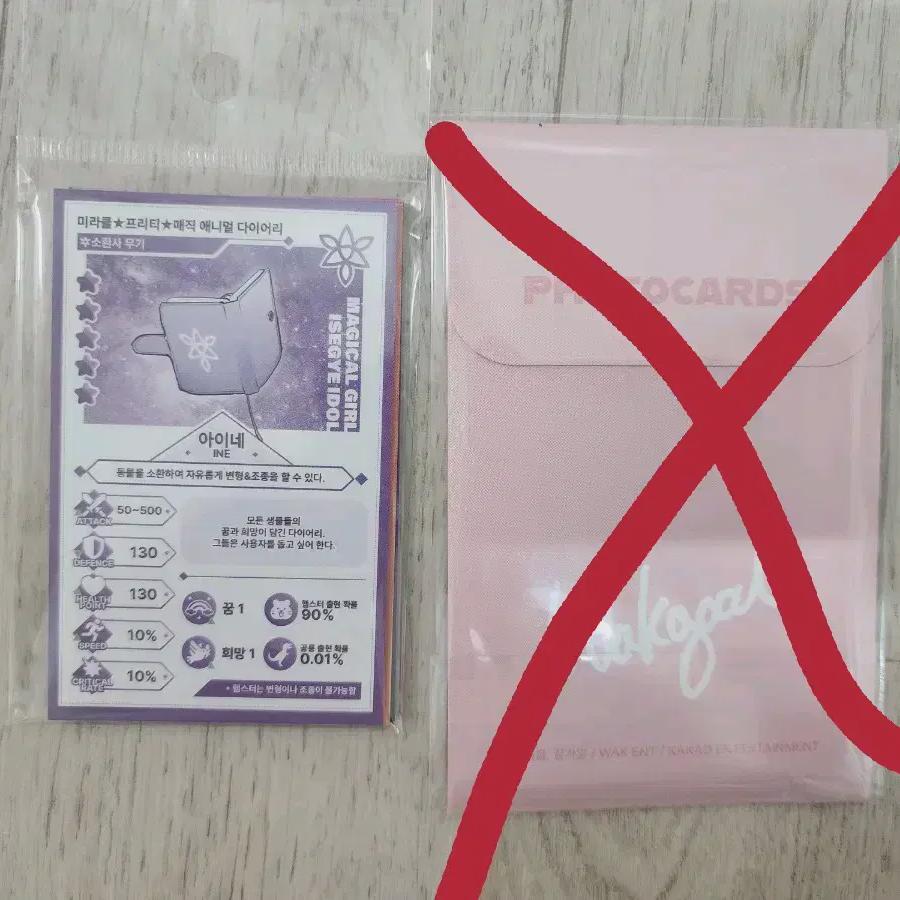 미라클★프리티★매직 애니멀 다이어리
소환사 무기
MAGICAL GIRL
ISEGYE IDOL
아이네
INE
동물을 소환하여 자유롭게 변형&조종을 할 수 있다.
ATTACK 50~500
DEFENCE 130
HEALTH
POINT 130
SPEED 10%
CRITICAL
RATE 10%
모든 생물들의
꿈과 희망이 담긴 다이어리.
그들은 사용자를 돕고 싶어 한다.
꿈 1
햄스터 출현 확률
90%
희망 1
공룡 출현 확률
0.01%
• 햄스터는 변형이나 조종이 불가능함
PHOTOCARDS
/ WAK ENT / KAKAO ENTERTAINMENT